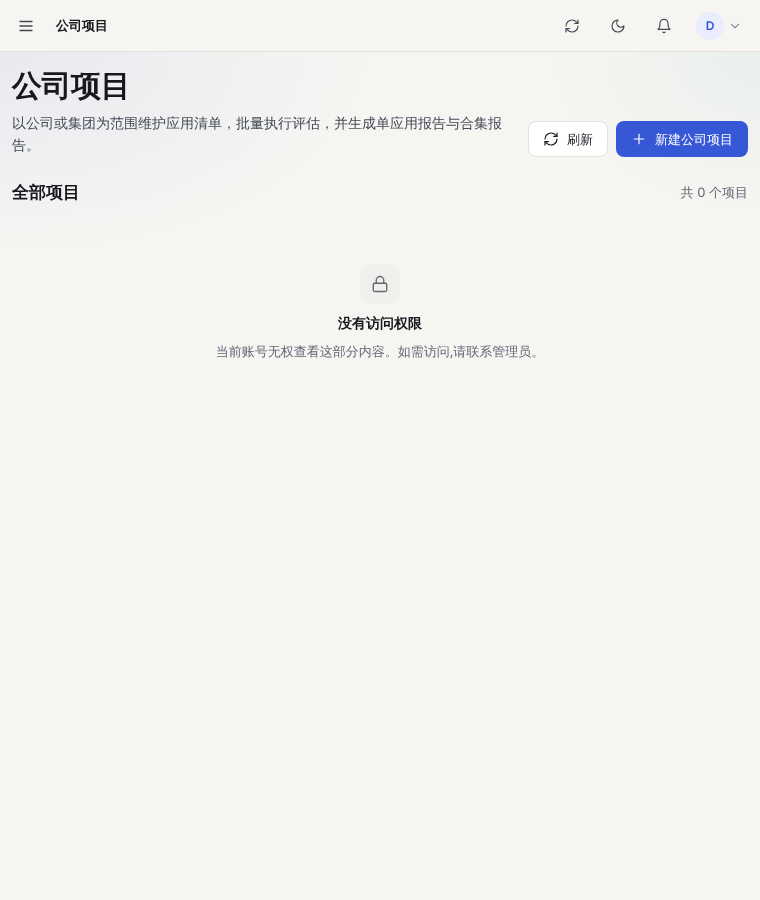 公司项目
D
公司项目
以公司或集团为范围维护应用清单，批量执行评估，并生成单应用报告与合集报
告。
刷新
新建公司项目
全部项目
共 0 个项目
没有访问权限
当前账号无权查看这部分内容。如需访问,请联系管理员。